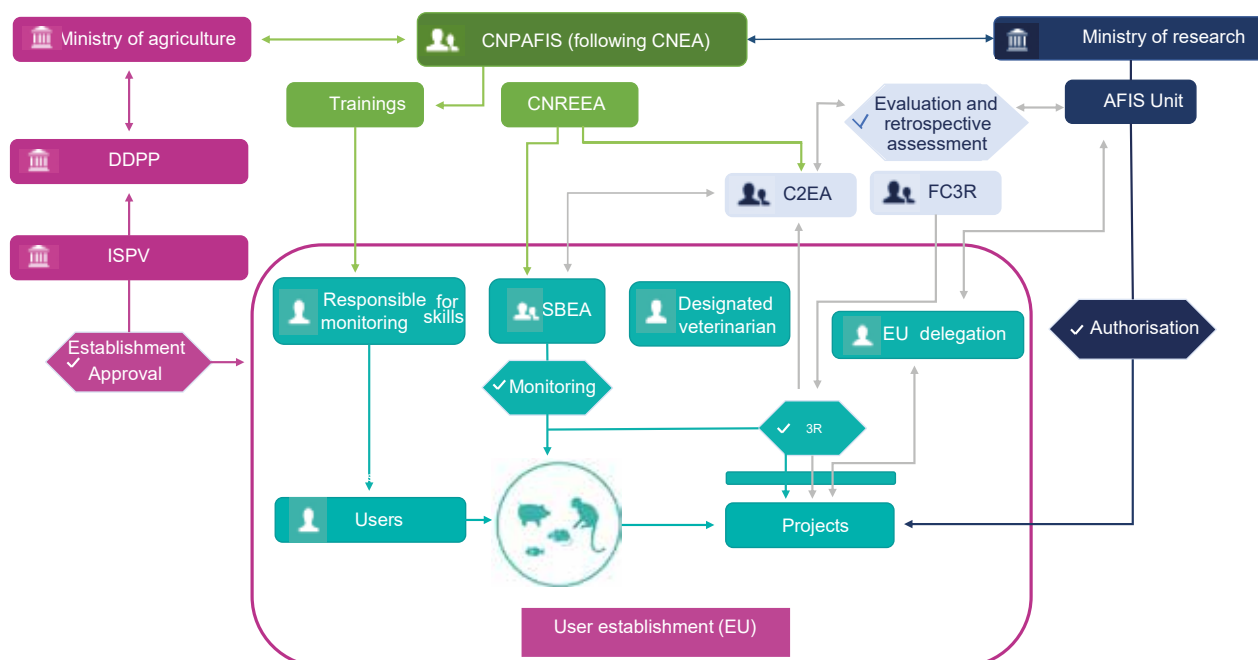 Ministry of agriculture
CNPAFIS (following CNEA)
Ministry of research
Trainings
CNREEA
Evaluation and
retrospective
assessment
AFIS Unit
DDPP
C2EA
FC3R
ISPV
Responsible for
monitoring skills
SBEA
Designated
veterinarian
EU delegation
Authorisation
Establishment
Approval
Monitoring
3R
Users
Projects
User establishment (EU)